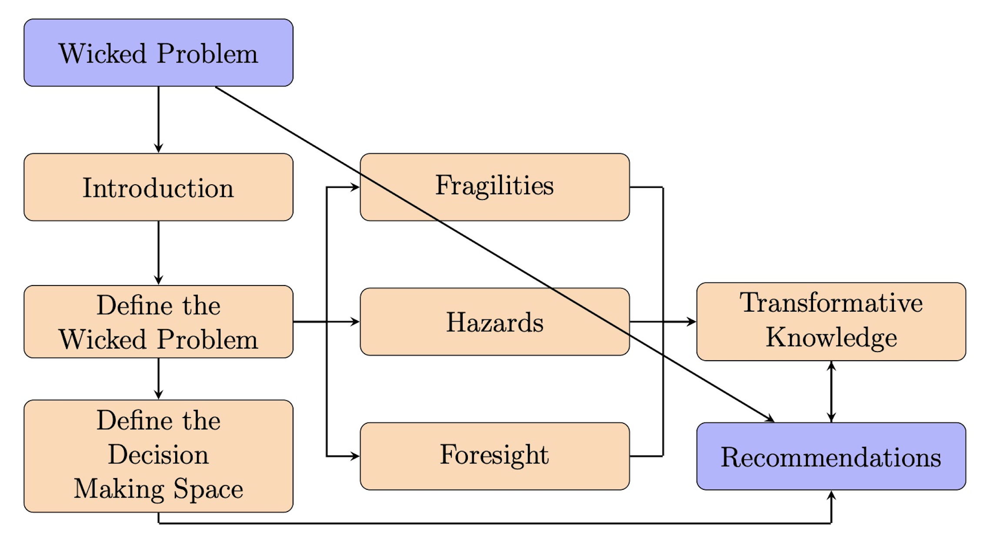 Wicked Problem
Introduction
Define the
Wicked Problem
Define the
Decision
Making Space
Fragilities
Hazards
Foresight
Transformative
Knowledge
Recommendations